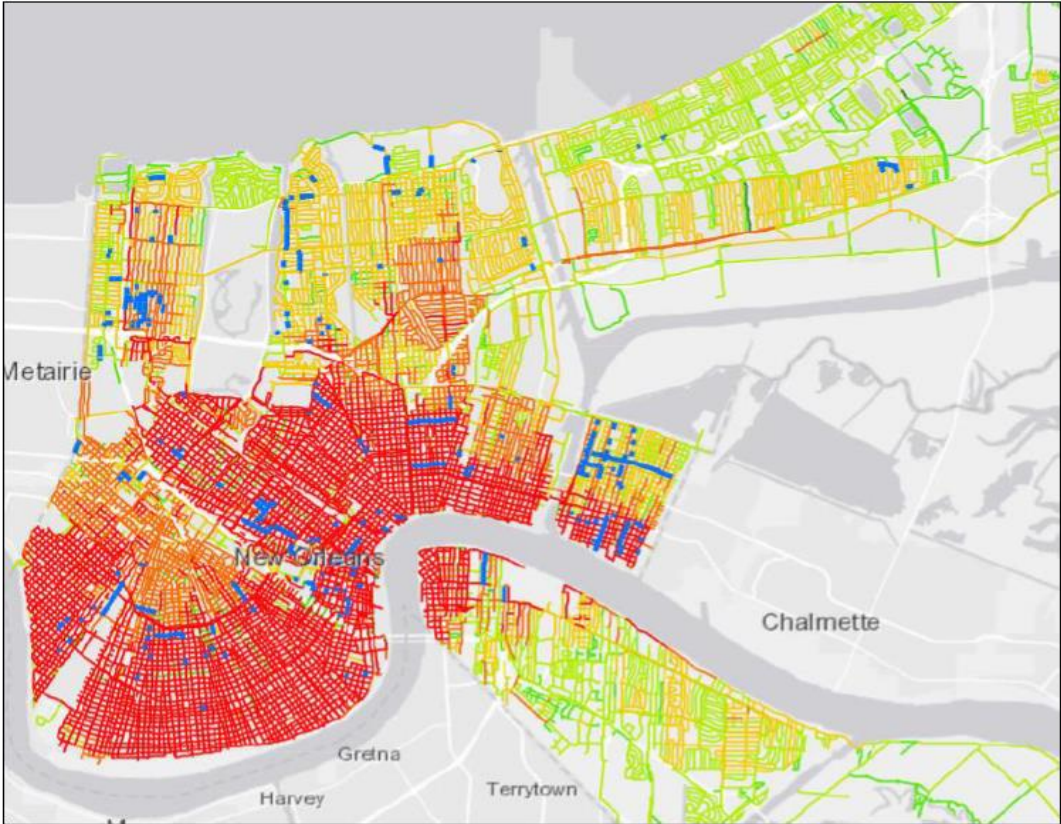 Metairie
New Orleans
Chalmette
Gretna
Terrytown
Harvey